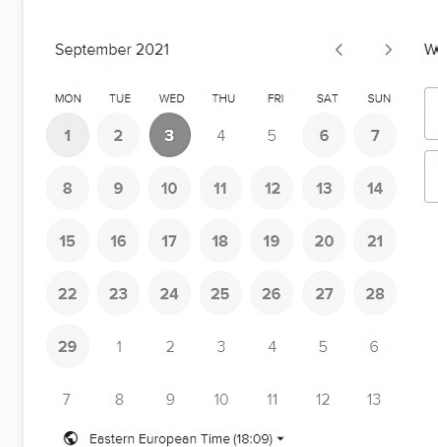 September 2021
MON TUE WED THU FRI SAT SUN
1 2 3 4 5 6 7
8 9 10 11 12 13 14
15 16 17 18 19 20 21
22 23 24 25 26 27 28
29 1 2 3 4 5 6
7 8 9 10 11 12 13
Eastern European Time (18:09)